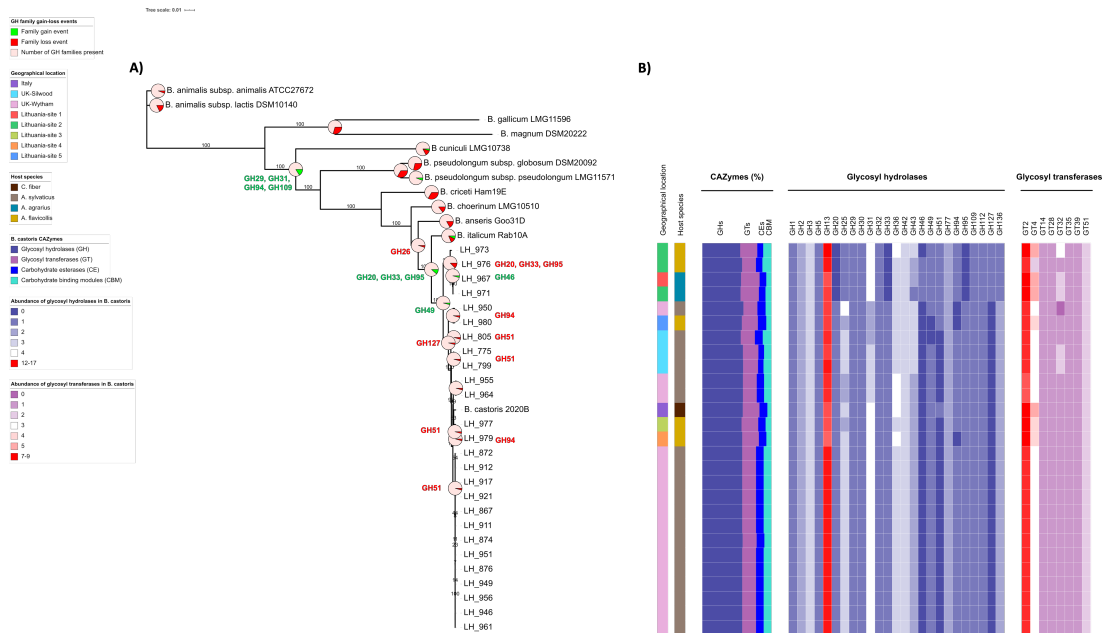 Tree scale: 0.01
GH family gain-loss events
Family gain event
Family loss event
Number of GH families present
Geographical location
Italy
UK-Silwood
UK-Wytham
Lithuania-site 1
Lithuania-site 2
Lithuania-site 3
Lithuania-site 4
Lithuania-site 5
Host species
C. fiber
A. sylvaticus
A. agrarius
A. flavicollis
B. castoris CAZymes
Glycosyl hydrolases (GH)
Glycosyl transferases (GT)
Carbohydrate esterases (CE)
Carbohydrate binding modules (CBM)
Abundance of glycosyl hydrolases in B. castoris
0
1
2
3
4
12-17
Abundance of glycosyl transferases in B. castoris
0
1
2
3
4
5
7-9
A)
B. animalis subsp. animalis ATCC27672
B. animalis subsp. lactis DSM10140
B. gallicum LMG11596
100
B. magnum DSM20222
100
B cuniculi LMG10738
100
B. pseudolongum subsp. globosum DSM20092
100
B. pseudolongum subsp. pseudolongum LMG11571
GH29, GH31,
GH94, GH109
100
B. criceti Ham19E
100
B. choerinum LMG10510
B. anseris Goo31D
B. italicum Rab10A
GH26
LH_973
LH_976
GH20, GH33, GH95
GH20, GH33, GH95
LH_967
GH46
LH_971
GH49
LH_950
GH94
LH_980
LH_805
GH51
GH127
LH_775
GH51
LH_799
LH_955
LH_964
B. castoris 2020B
LH_977
GH51
LH_979
GH94
LH_872
LH_912
GH51
LH_917
LH_921
LH_867
LH_911
LH_874
LH_951
LH_876
LH_949
LH_956
100
LH_946
LH_961
B)
Geographical location
Host species
CAZymes (%)
GHs
GTs
CEs
CBM
Glycosyl hydrolases
GH1
GH2
GH3
GH5
GH13
GH20
GH25
GH29
GH30
GH31
GH32
GH33
GH36
GH42
GH43
GH46
GH49
GH51
GH77
GH94
GH95
GH109
GH112
GH127
GH136
Glycosyl transferases
GT2
GT4
GT14
GT28
GT32
GT35
GT39
GT51